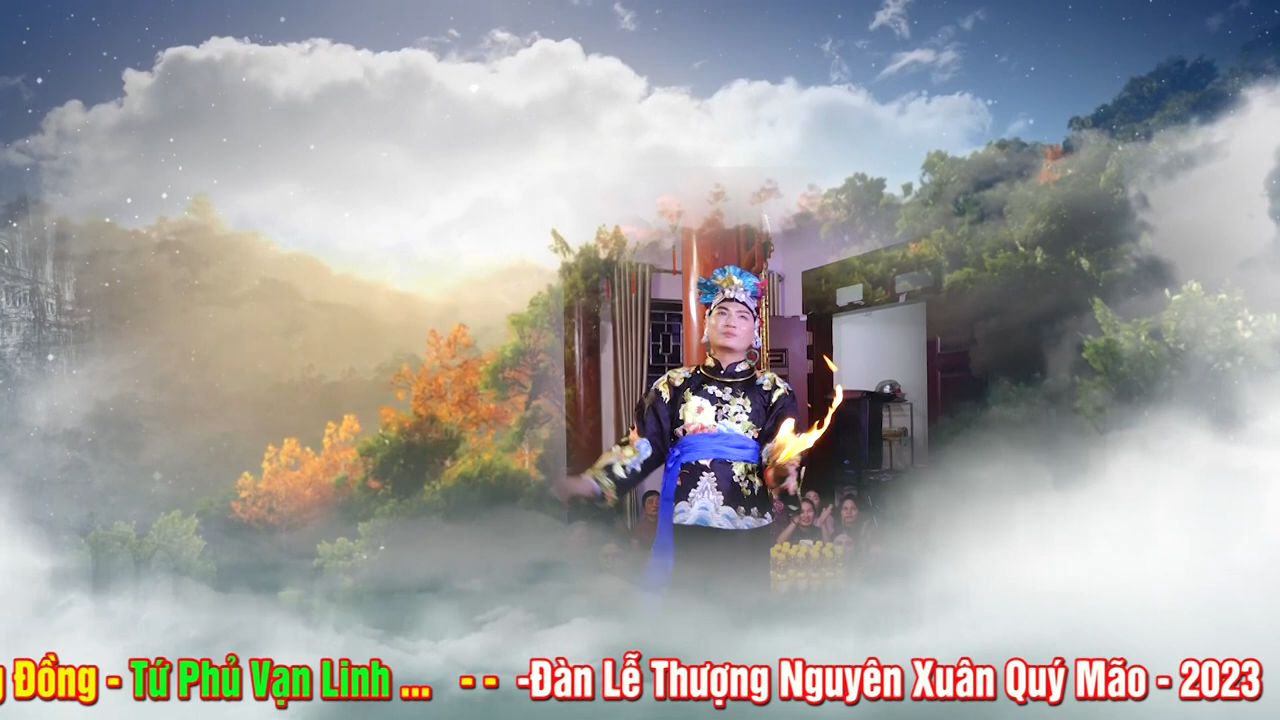 Đồng - Tứ Phủ Vạn Linh ... - - -Đàn Lễ Thượng Nguyên Xuân Quý Mão - 2023